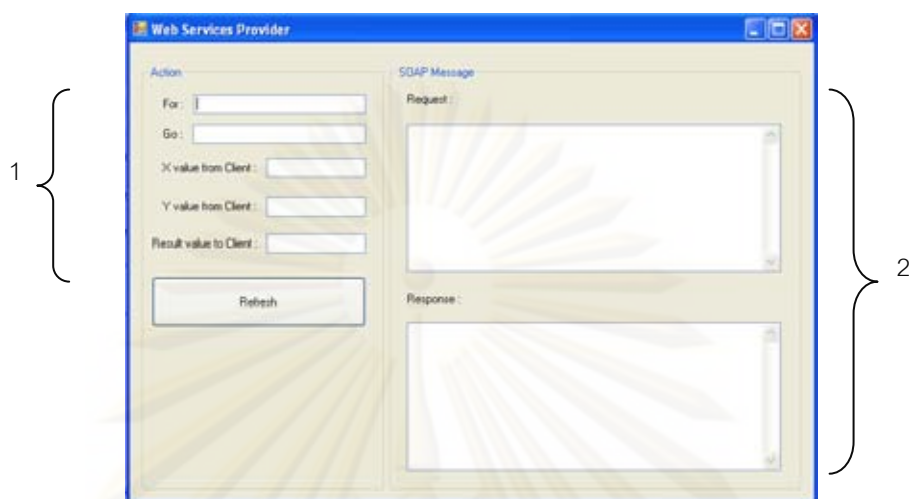 Web Services Provider
1
Action
For :
Go :
X value from Client :
Y value from Client :
Result value to Client :
Refresh
SOAP Message
Request :
Response :
2